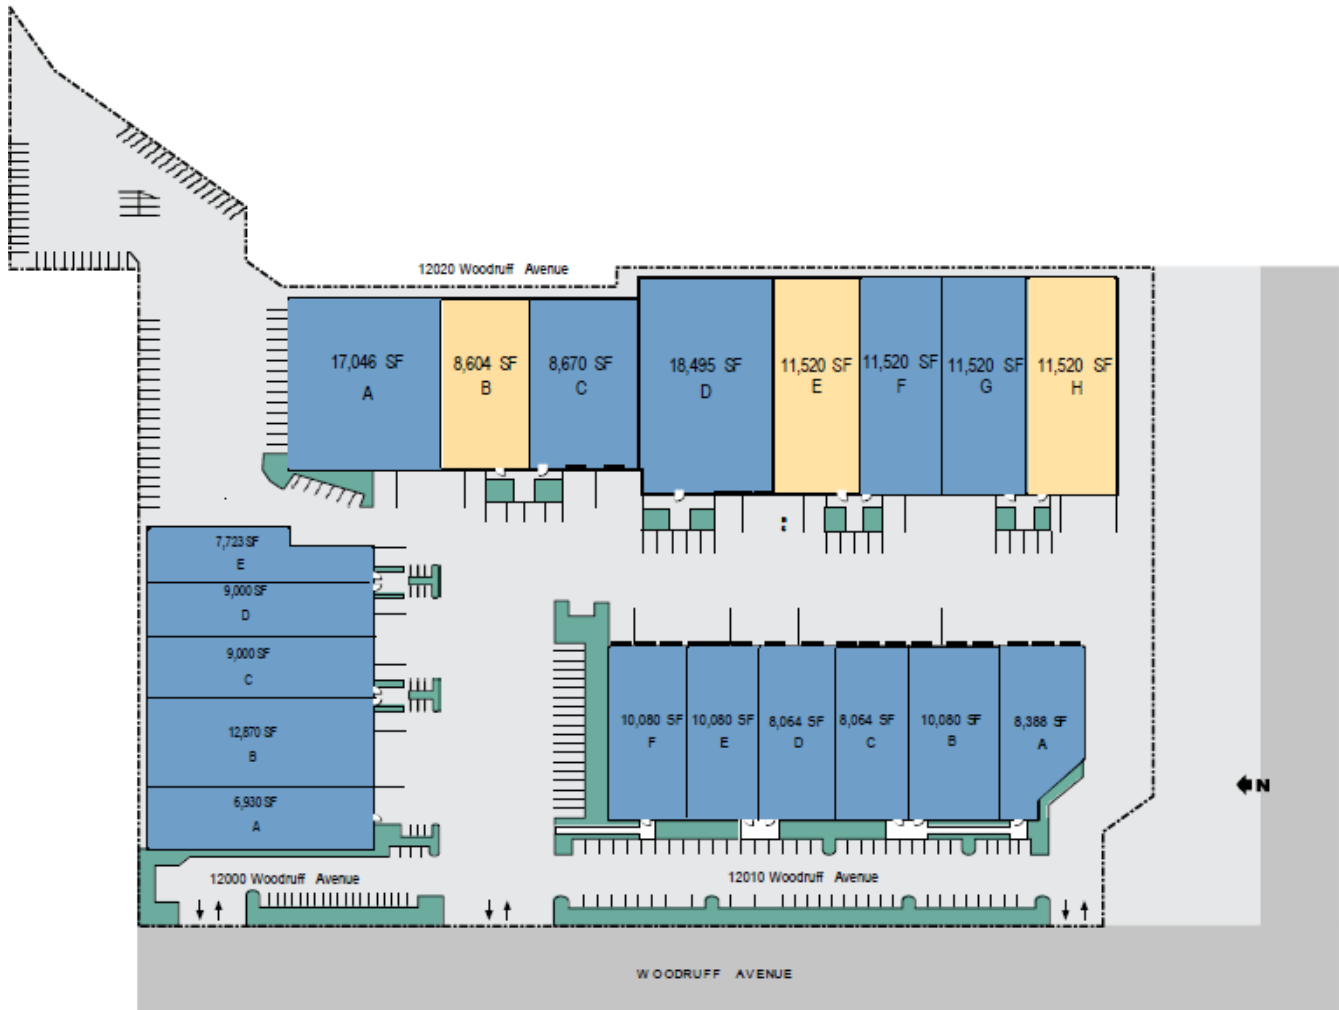 12020 Woodruff Avenue
17,046 SF
A
8,604 SF
B
8,670 SF
C
18,495 SF
D
11,520 SF
E
11,520 SF
F
11,520 SF
G
11,520 SF
H
7,723 SF
E
9,000 SF
D
9,000 SF
C
12,870 SF
B
6,930 SF
A
10,080 SF
F
10,080 SF
E
8,064 SF
D
8,064 SF
C
10,080 SF
B
8,388 SF
A
N
12000 Woodruff Avenue
12010 Woodruff Avenue
WOODRUFF AVENUE